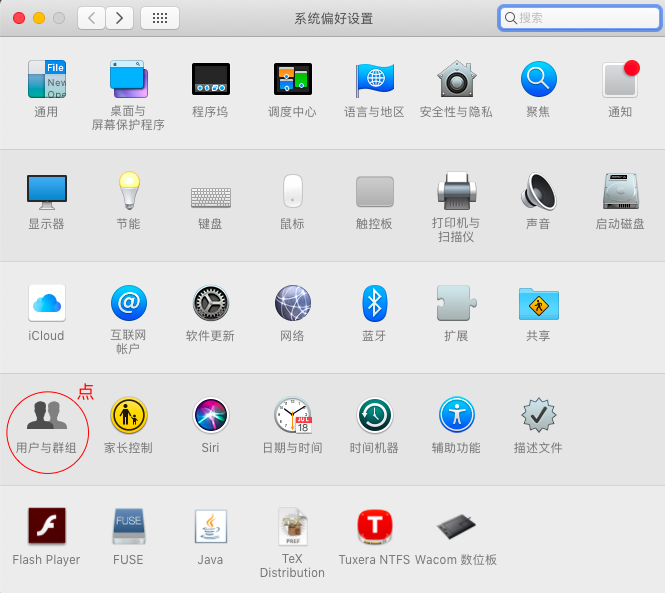 系统偏好设置
搜索
File
New
Ope
通用
桌面与
屏幕保护程序
程序坞
调度中心
语言与地区
安全性与隐私
聚焦
通知
显示器
节能
键盘
鼠标
触控板
打印机与
扫描仪
声音
启动磁盘
iCloud
@
互联网
帐户
软件更新
网络
蓝牙
扩展
共享
点
用户与群组
家长控制
Siri
JUL
18
日期与时间
时间机器
辅助功能
描述文件
Flash Player
FUSE
FUSE
Java
PREF
TeX
Distribution
T
Tuxera NTFS
Wacom 数位板